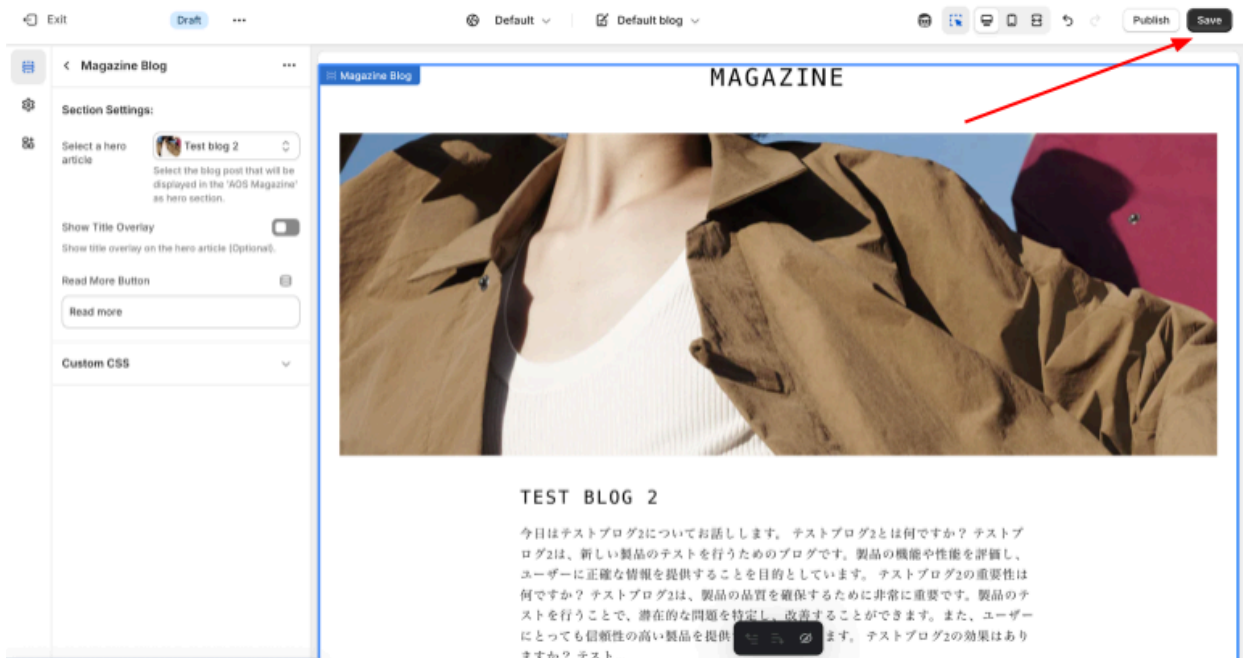 Exit
Draft
Default
Default blog
Publish
Save
Magazine Blog
Section Settings:
Select a hero
article
Test blog 2
Select the blog post that will be
displayed in the 'AOS Magazine'
as hero section.
Show Title Overlay
Show title overlay on the hero article (Optional).
Read More Button
Read more
Custom CSS
Magazine Blog
MAGAZINE
TEST BLOG 2
今日はテストブログ2についてお話しします。 テストブログ2とは何ですか？ テストブ
ログ2は、新しい製品のテストを行うためのブログです。製品の機能や性能を評価し、
ユーザーに正確な情報を提供することを目的としています。 テストブログ2の重要性は
何ですか？ テストブログ2は、製品の品質を確保するために非常に重要です。製品のテ
ストを行うことで、潜在的な問題を特定し、改善することができます。また、ユーザー
にとっても信頼性の高い製品を提供 ます。 テストブログ2の効果はあり
ますか？ テスト